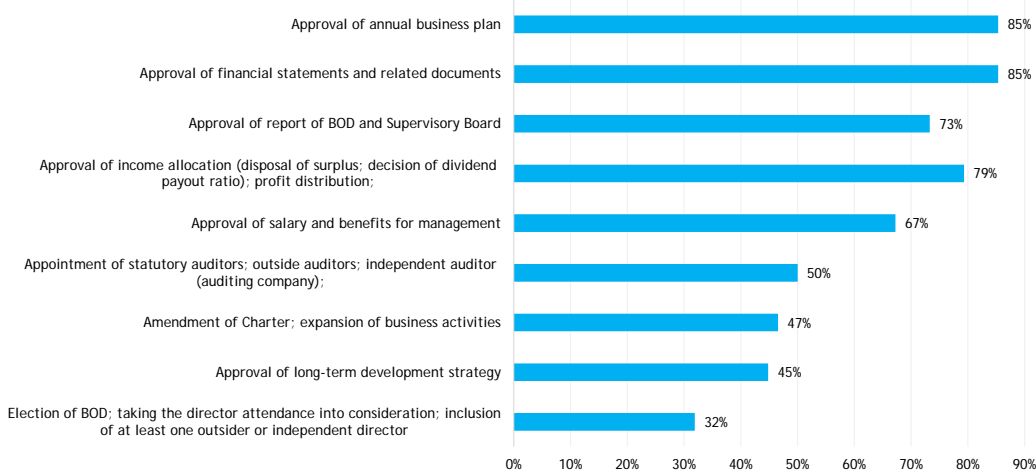 Approval of annual business plan
85%
Approval of financial statements and related documents
85%
Approval of report of BOD and Supervisory Board
73%
Approval of income allocation (disposal of surplus; decision of dividend
payout ratio); profit distribution;
79%
Approval of salary and benefits for management
67%
Appointment of statutory auditors; outside auditors; independent auditor
(auditing company);
50%
Amendment of Charter; expansion of business activities
47%
Approval of long-term development strategy
45%
Election of BOD; taking the director attendance into consideration; inclusion
of at least one outsider or independent director
32%
0% 10% 20% 30% 40% 50% 60% 70% 80% 90%